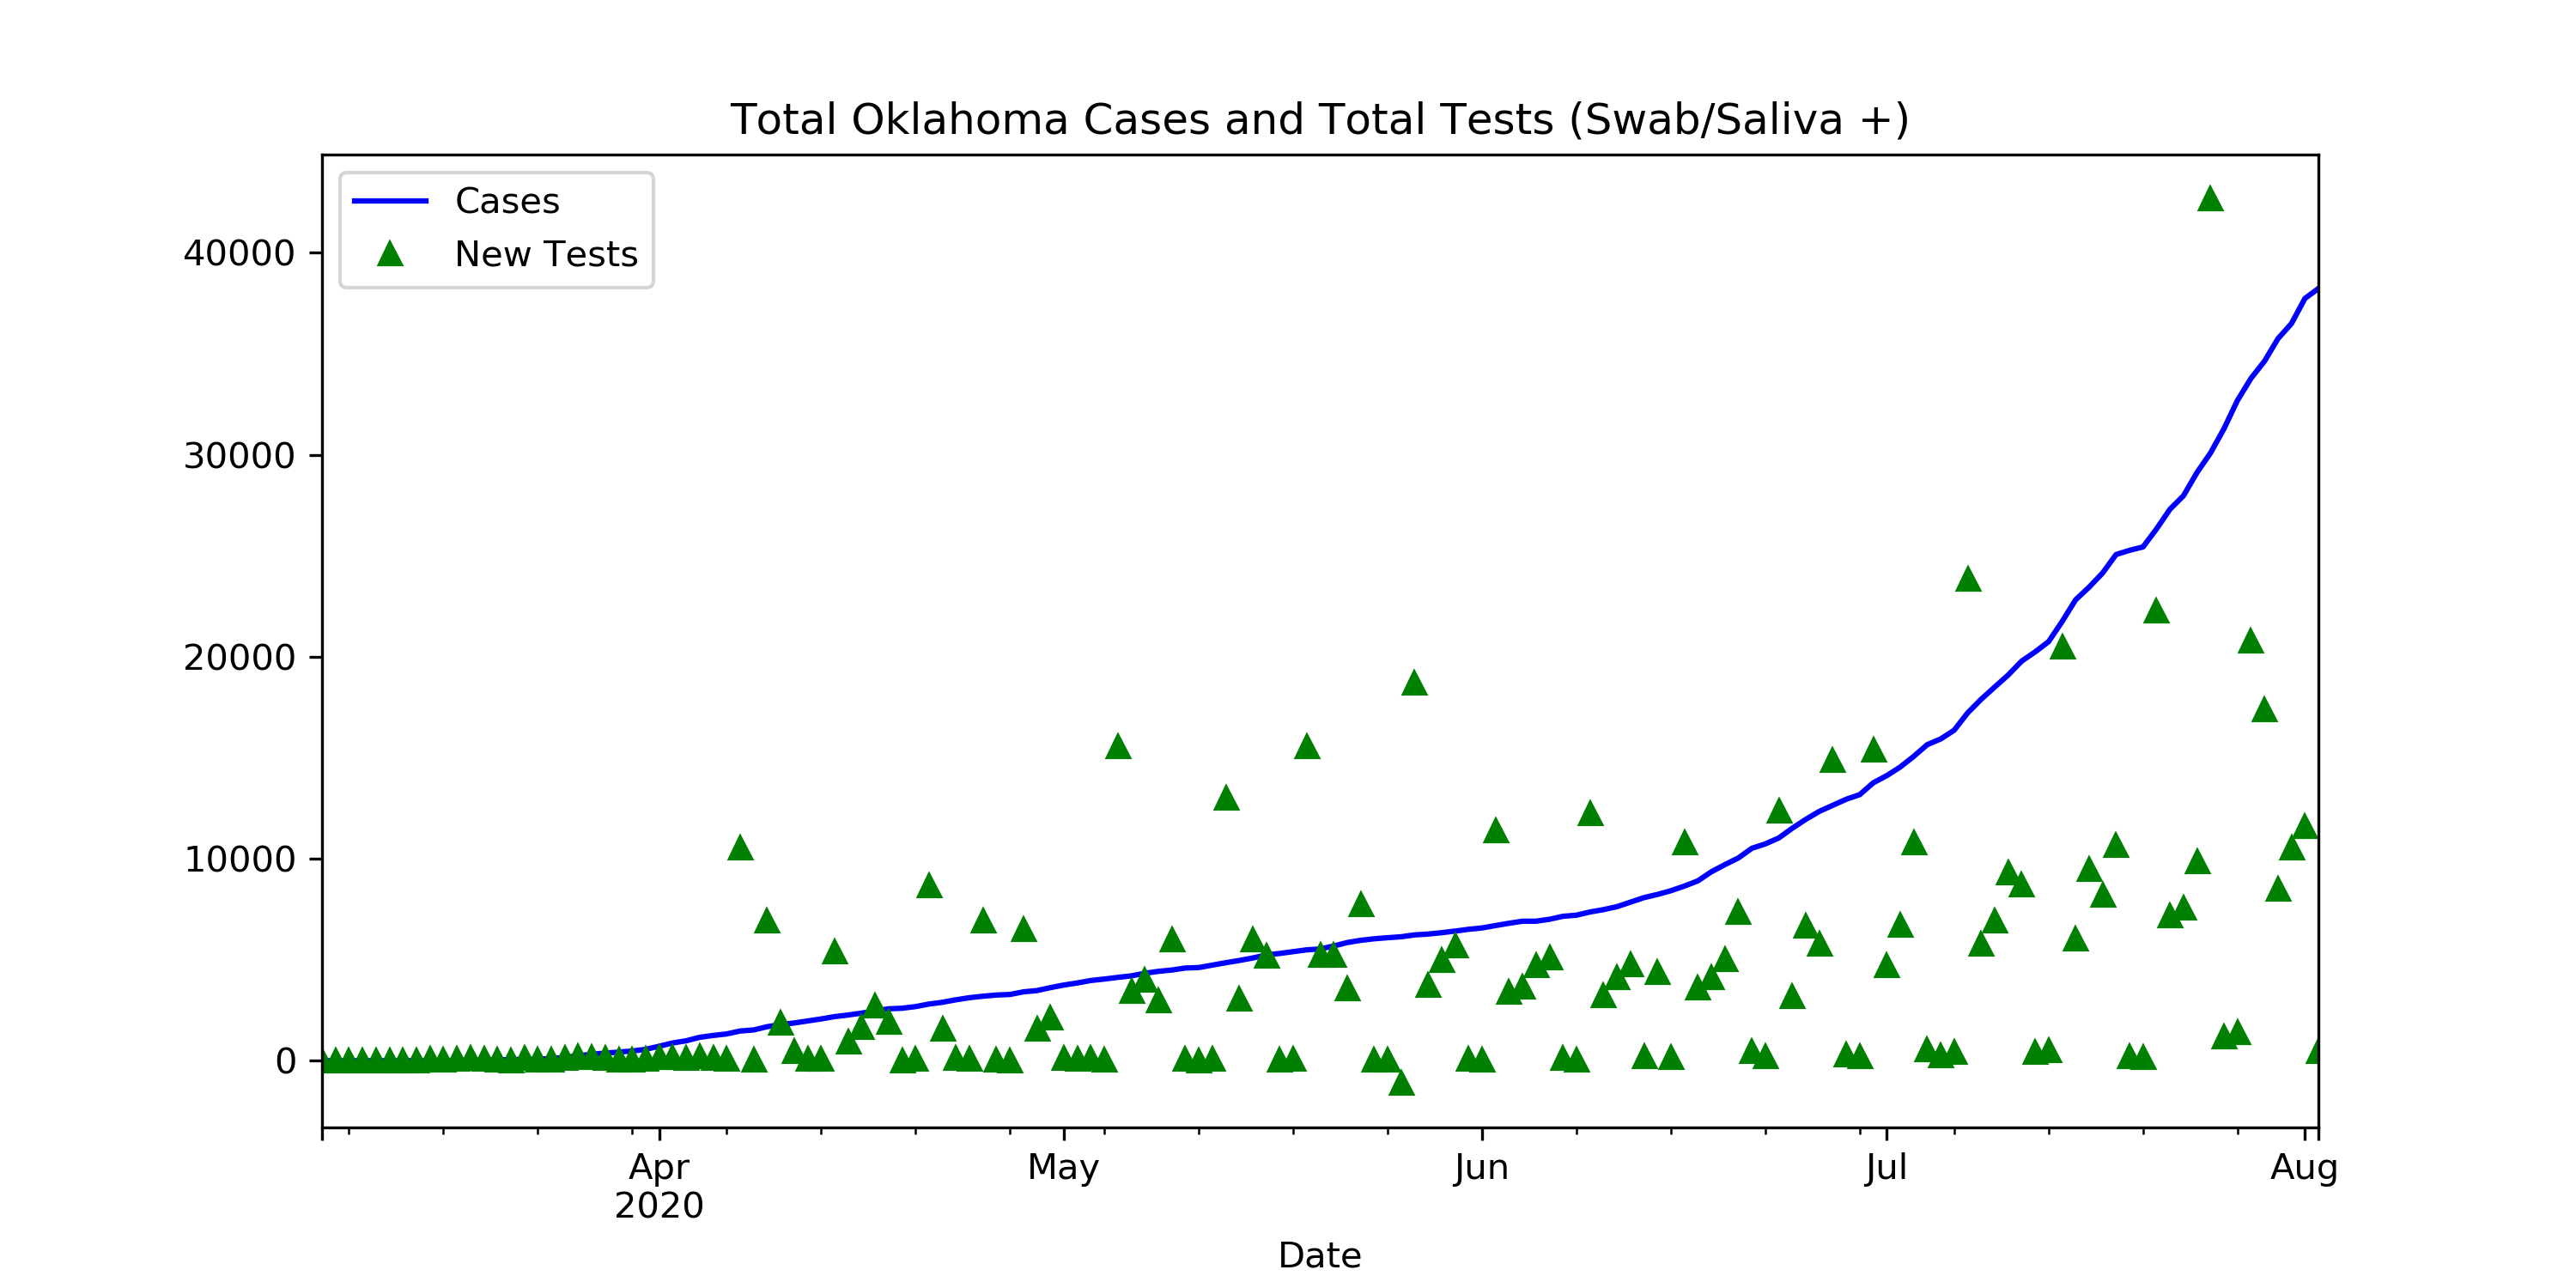 Total Oklahoma Cases and Total Tests (Swab/Saliva +)
Cases
New Tests
40000
30000
20000
10000
0
Apr May Jun Jul Aug
2020
Date